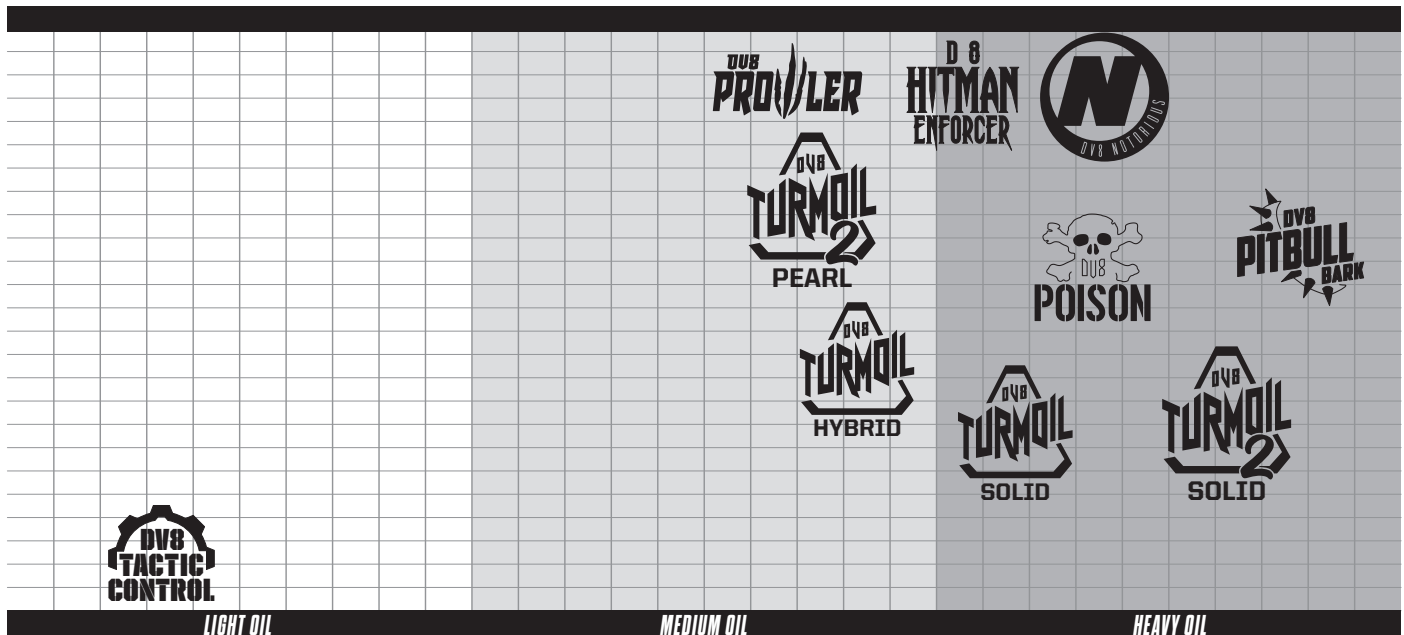 DV8
PROWLER
D 8
HITMAN
ENFORCER
N
DV8 NOTORIOUS
DV8
TURMOIL
2
PEARL
DV8
POISON
DV8
PITBULL
BARK
DV8
TURMOIL
HYBRID
DV8
TURMOIL
SOLID
DV8
TURMOIL
2
SOLID
DV8
TACTIC
CONTROL
LIGHT OIL
MEDIUM OIL
HEAVY OIL